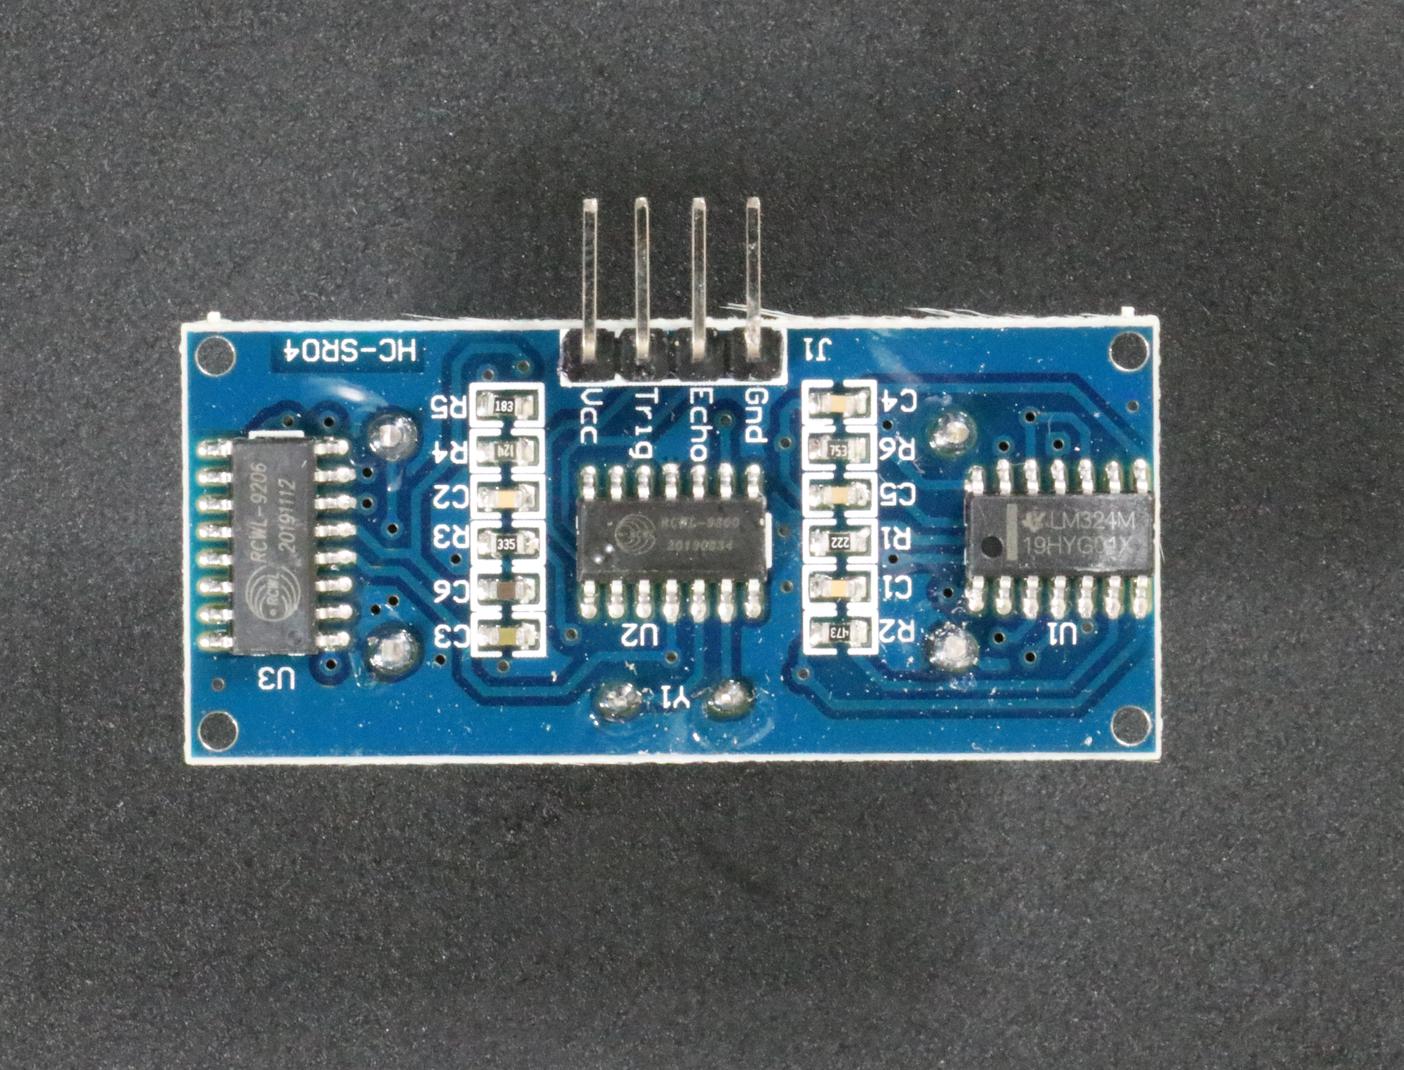 HC-SR04
J1
Vcc
Trig
Echo
Gnd
R5
183
R4
124
C2
R3
335
C6
C3
C4
R6
753
C5
R1
222
C1
R2
473
RCWL-9206
20191112
RCWL
U3
U2
LM324M
19HYG01X
U1
Y1